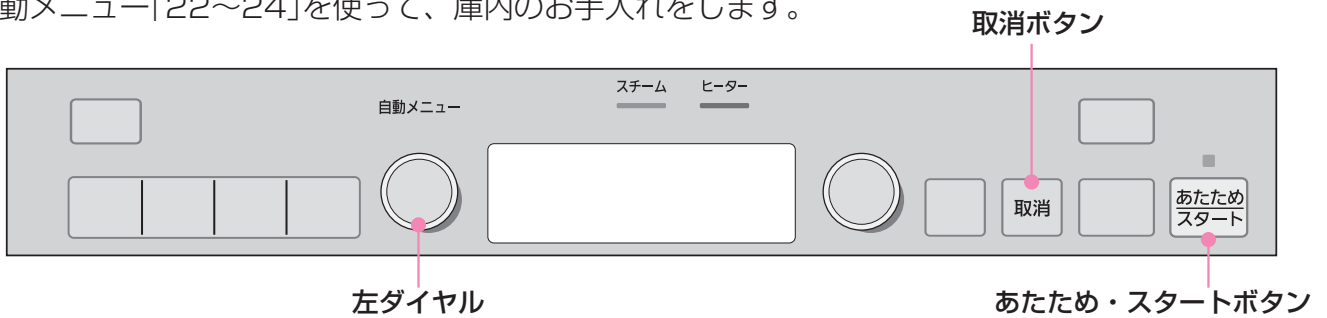 動メニュー「22〜24」を使って、庫内のお手入れをします。
取消ボタン
スチーム ヒーター
自動メニュー
取消
あたため
スタート
左ダイヤル
あたため・スタートボタン